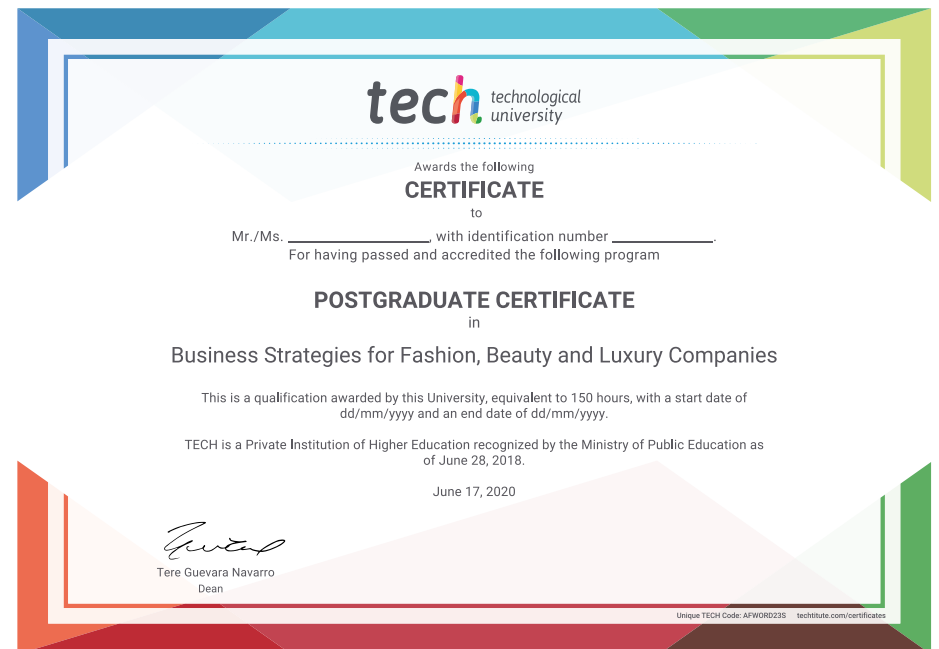 tech technological
university
Awards the following
CERTIFICATE
to
Mr./Ms. ____________, with identification number ____________.
For having passed and accredited the following program
POSTGRADUATE CERTIFICATE
in
Business Strategies for Fashion, Beauty and Luxury Companies
This is a qualification awarded by this University, equivalent to 150 hours, with a start date of
dd/mm/yyyy and an end date of dd/mm/yyyy.
TECH is a Private Institution of Higher Education recognized by the Ministry of Public Education as
of June 28, 2018.
June 17, 2020
Tere Guevara Navarro
Dean
Unique TECH Code: AFWORD23S techtitute.com/certificates